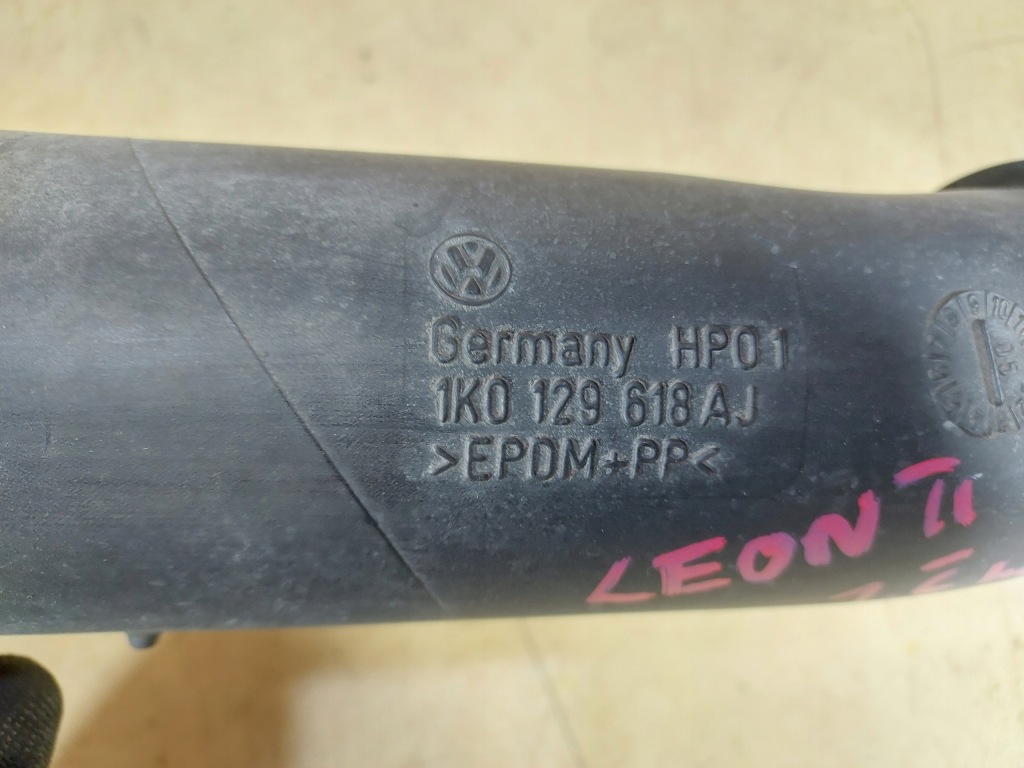 Germany HP01
1K0 129 618 AJ
>EPDM+PP<
LEON II